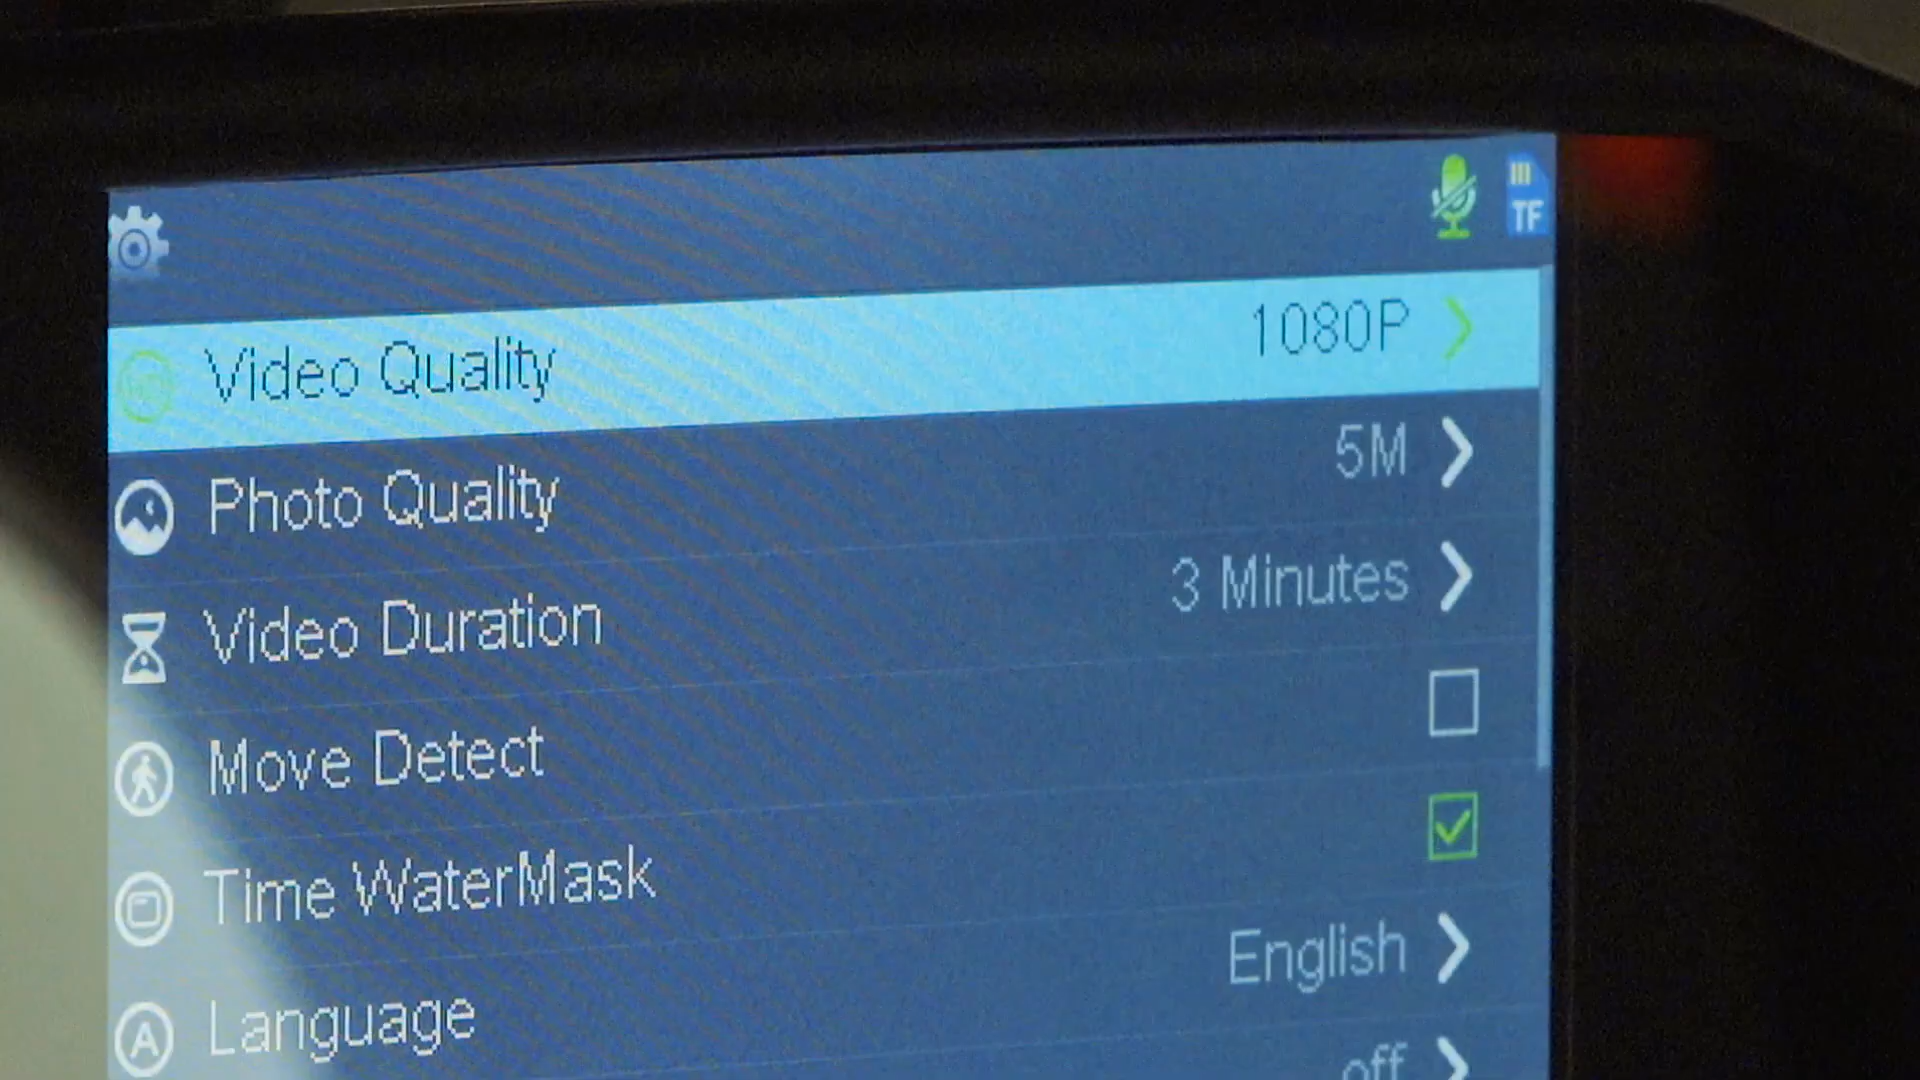 TF
Video Quality 1080P
Photo Quality 5M
Video Duration 3 Minutes
Move Detect
Time WaterMask
Language English
off